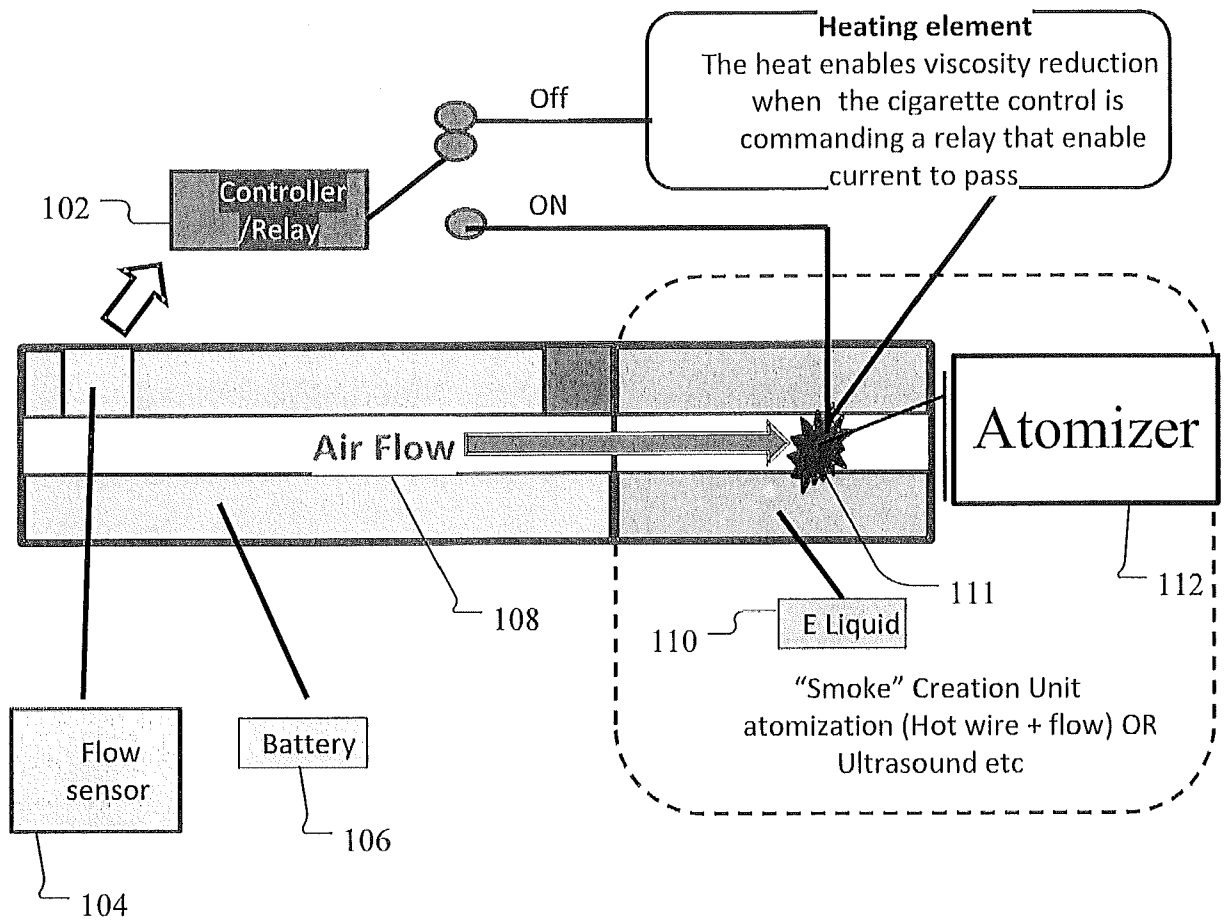 Heating element
The heat enables viscosity reduction
when the cigarette control is
commanding a relay that enable
current to pass
Off
Controller
/Relay
102
ON
Air Flow
Atomizer
108
111
112
110
E Liquid
"Smoke" Creation Unit
atomization (Hot wire + flow) OR
Ultrasound etc
Flow
sensor
Battery
106
104